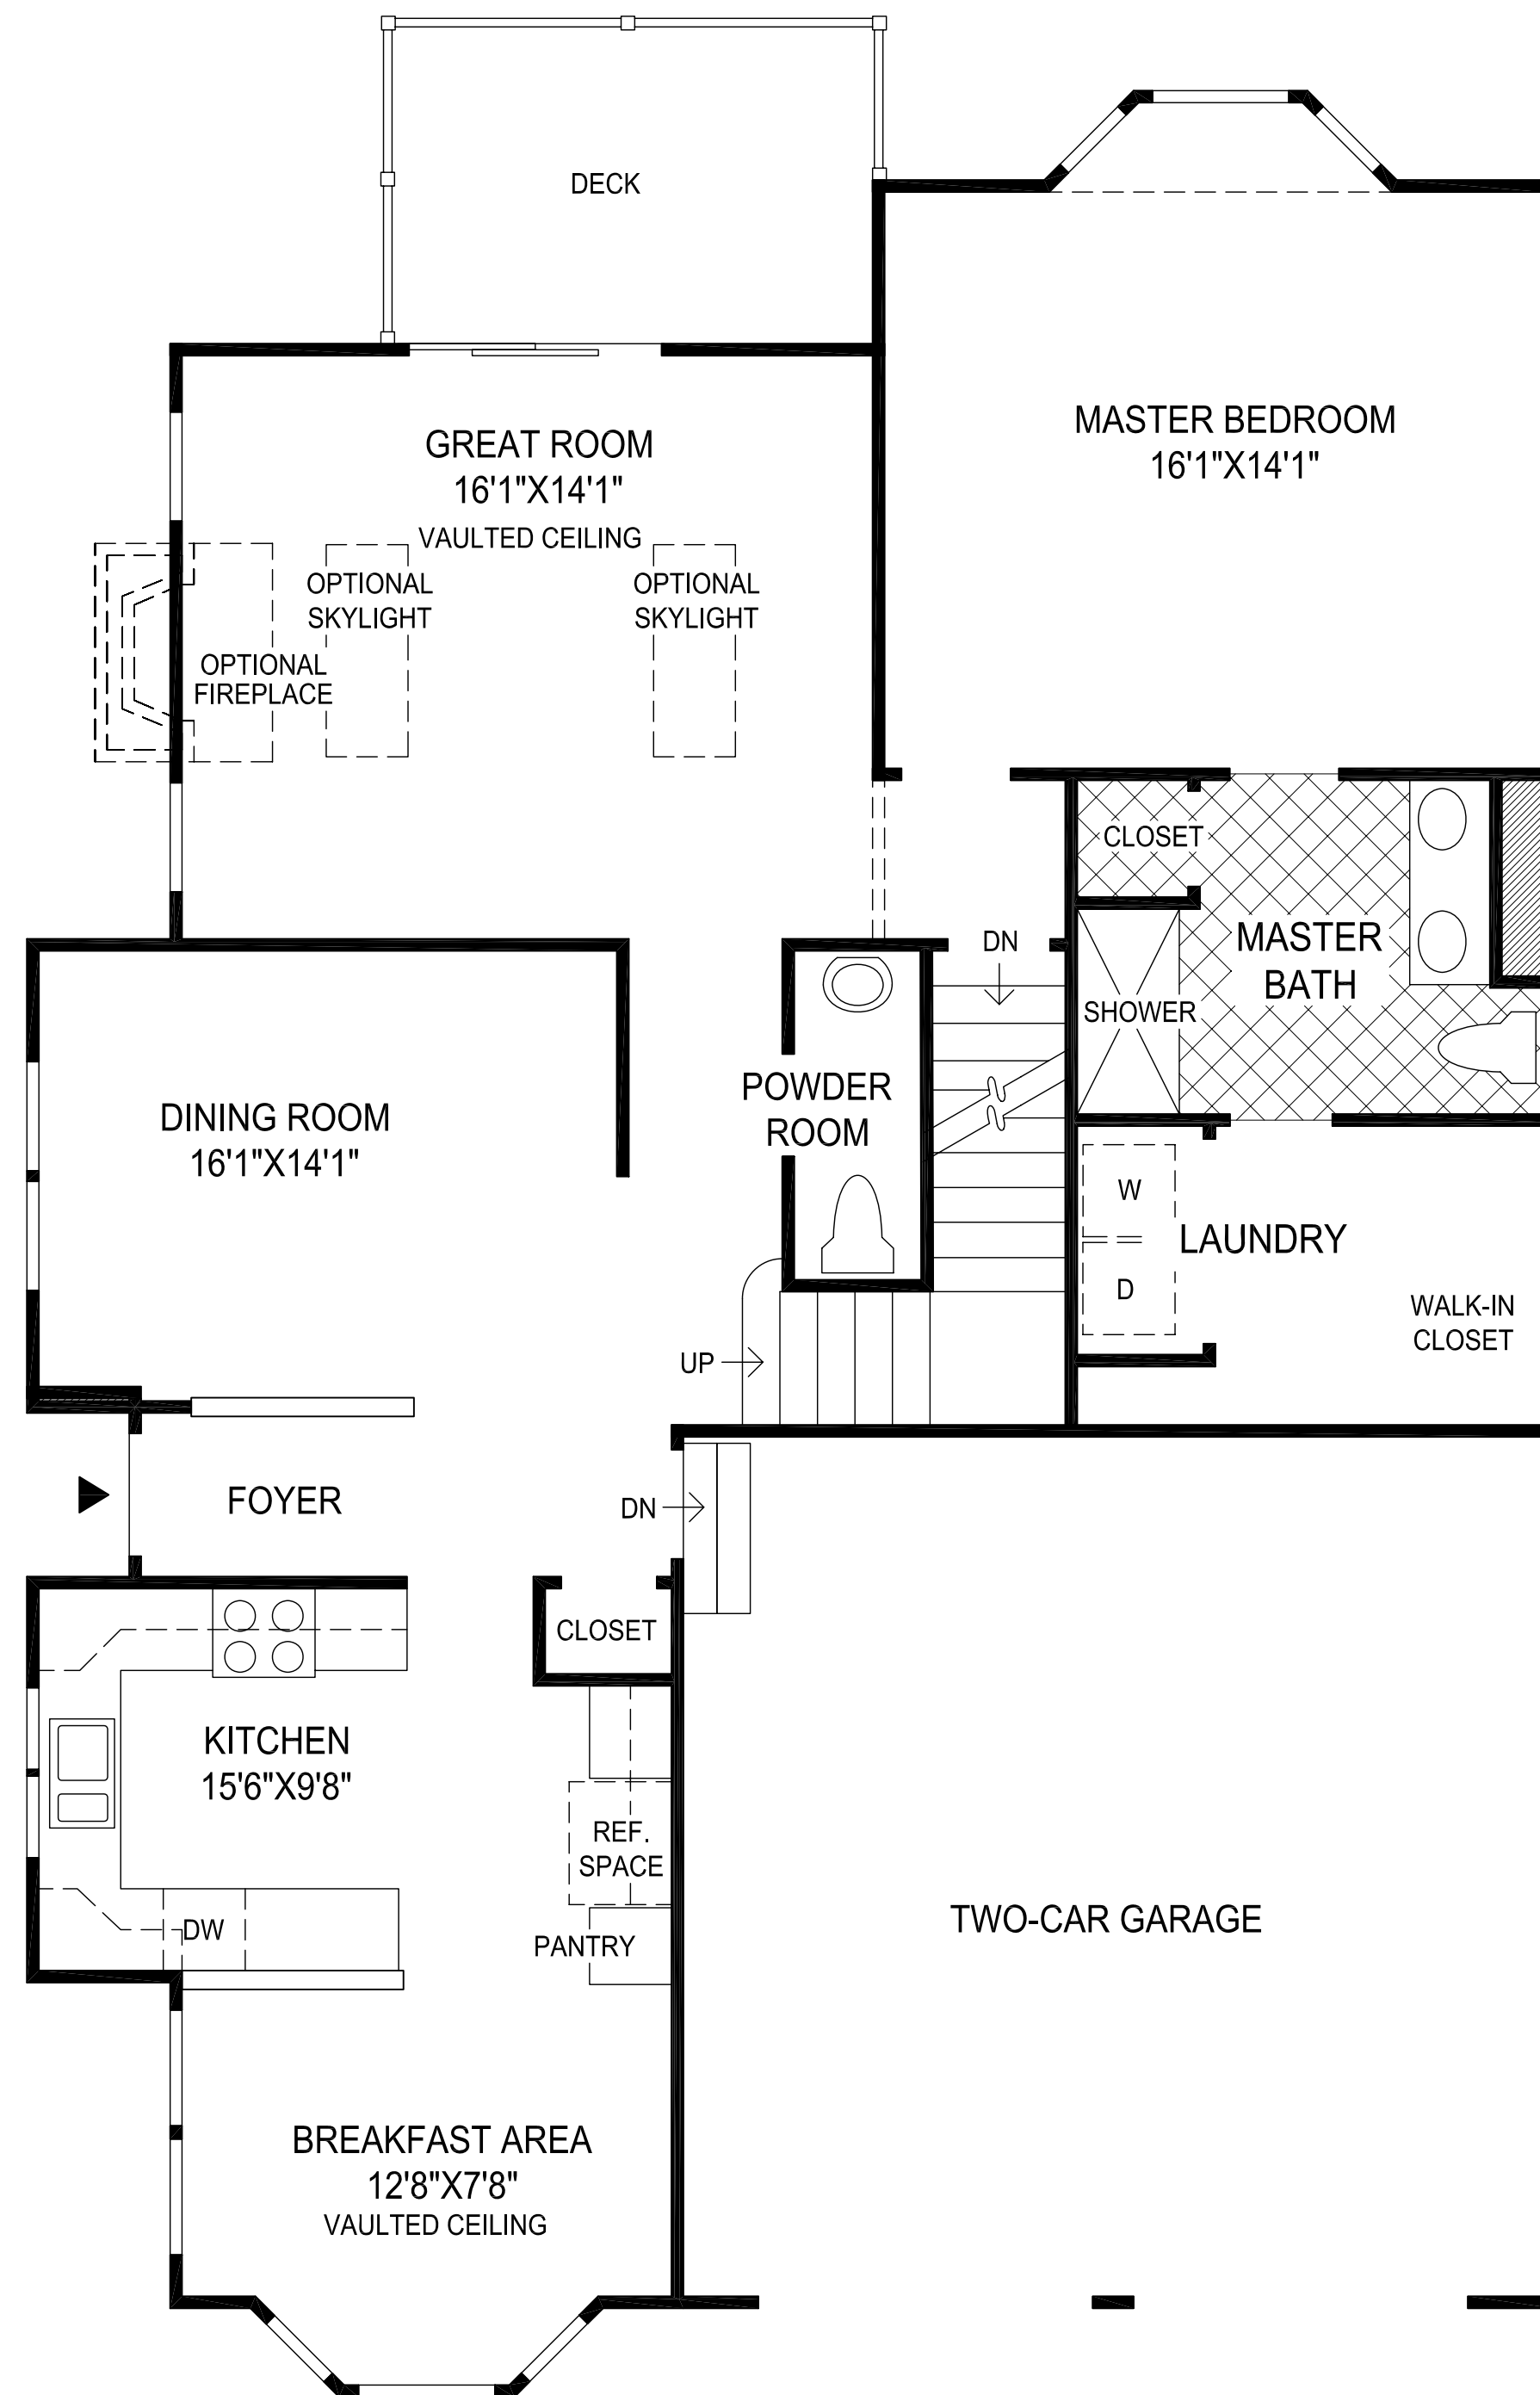 DECK
GREAT ROOM
16'1"X14'1"
VAULTED CEILING
MASTER BEDROOM
16'1"X14'1"
OPTIONAL
SKYLIGHT
OPTIONAL
SKYLIGHT
OPTIONAL
FIREPLACE
CLOSET
DN
MASTER
BATH
SHOWER
POWDER
ROOM
DINING ROOM
16'1"X14'1"
W
LAUNDRY
D
WALK-IN
CLOSET
UP
FOYER
DN
CLOSET
KITCHEN
15'6"X9'8"
REF.
SPACE
DW
PANTRY
TWO-CAR GARAGE
BREAKFAST AREA
12'8"X7'8"
VAULTED CEILING